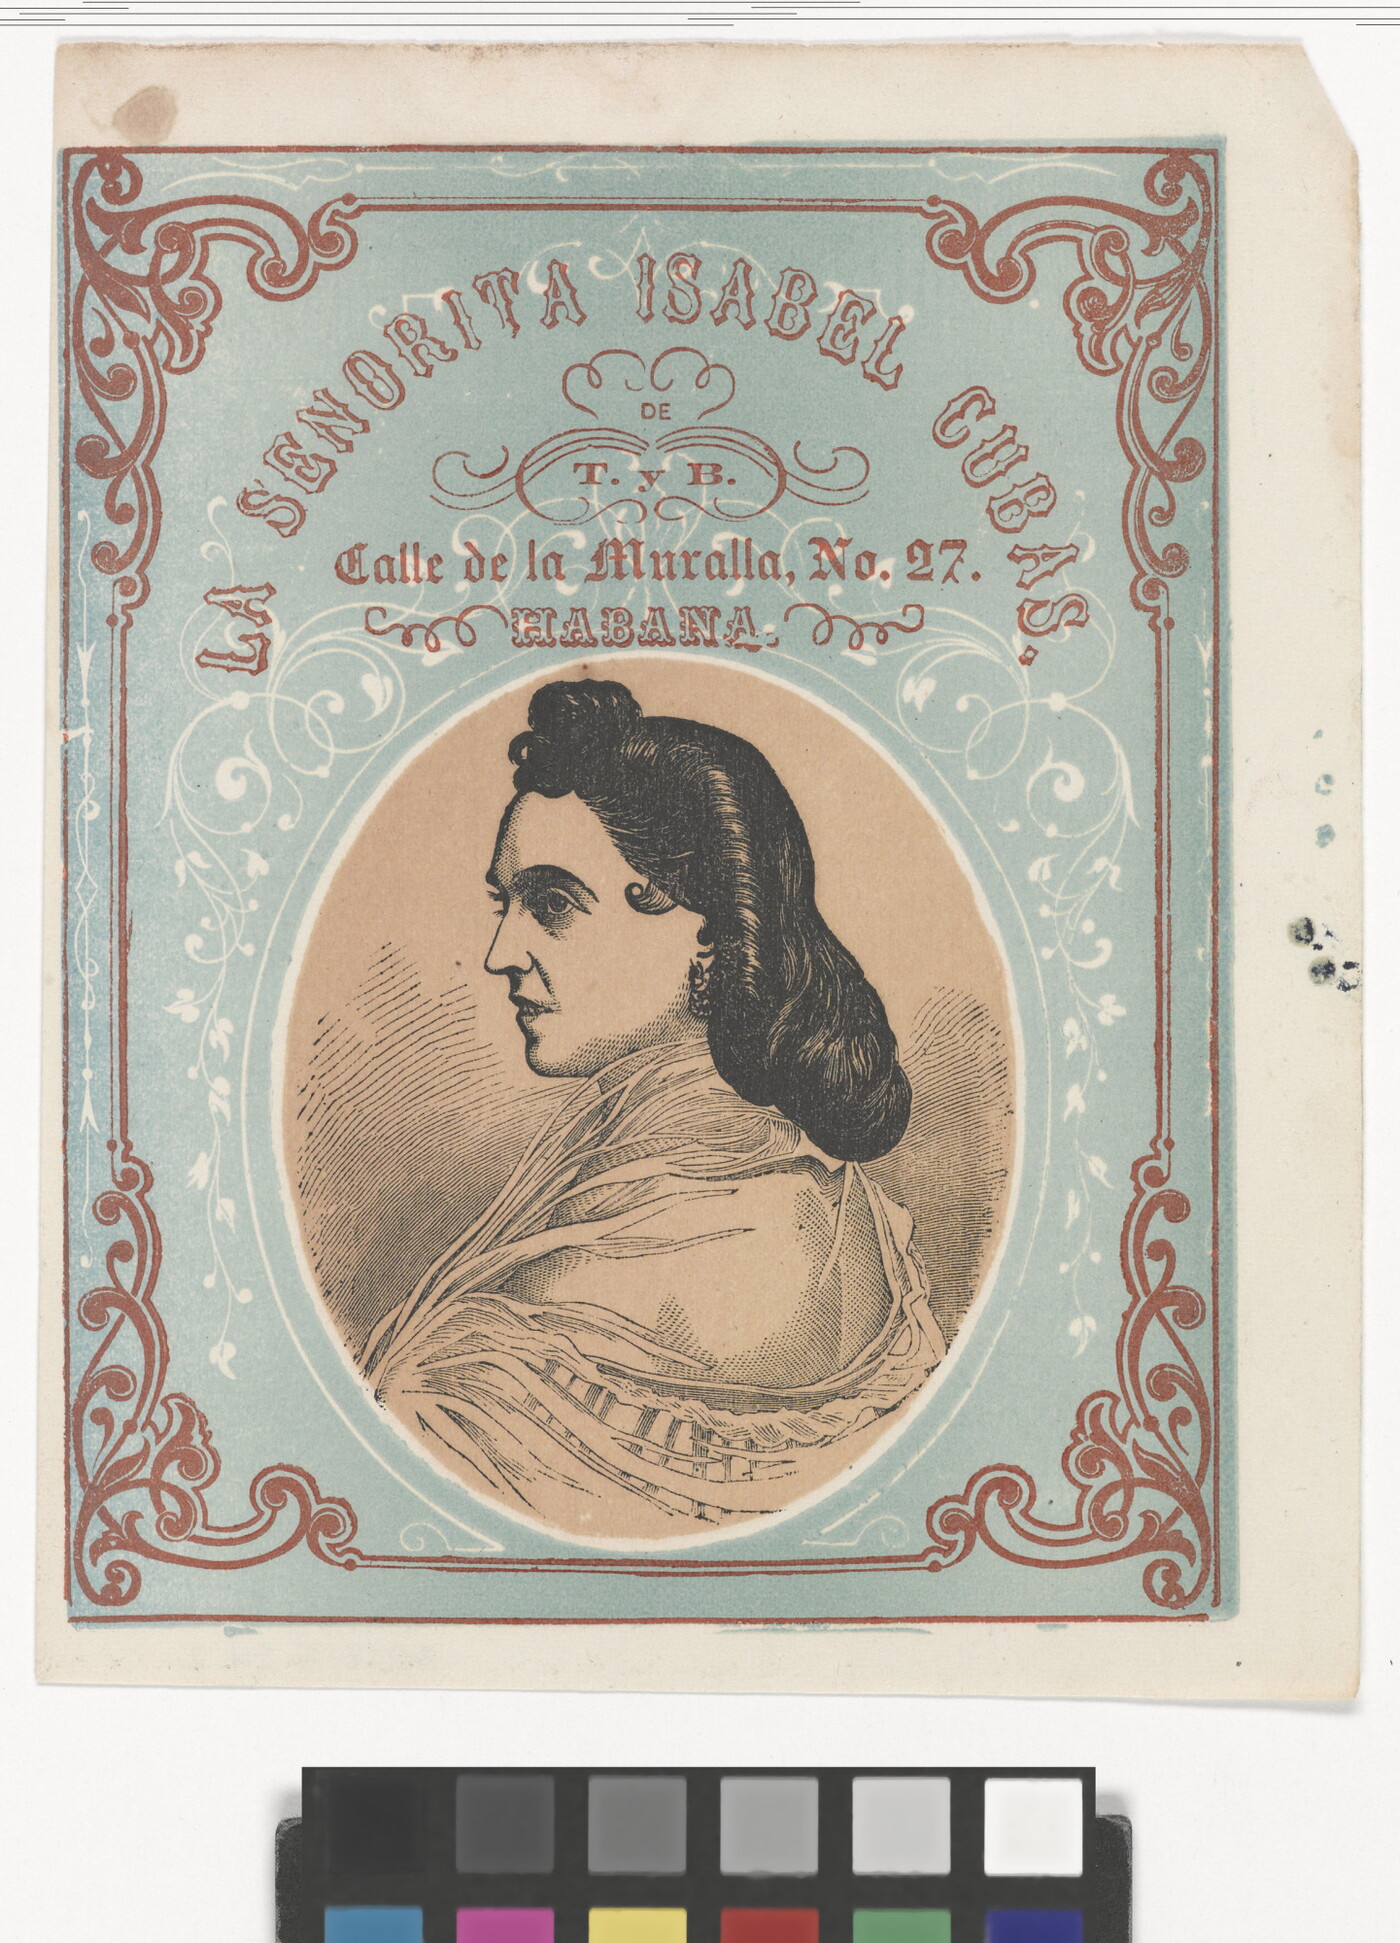 LA SENORITA ISABEL CUBAS.
DE
T. y B.
Calle de la Muralla, No. 27.
HABANA.